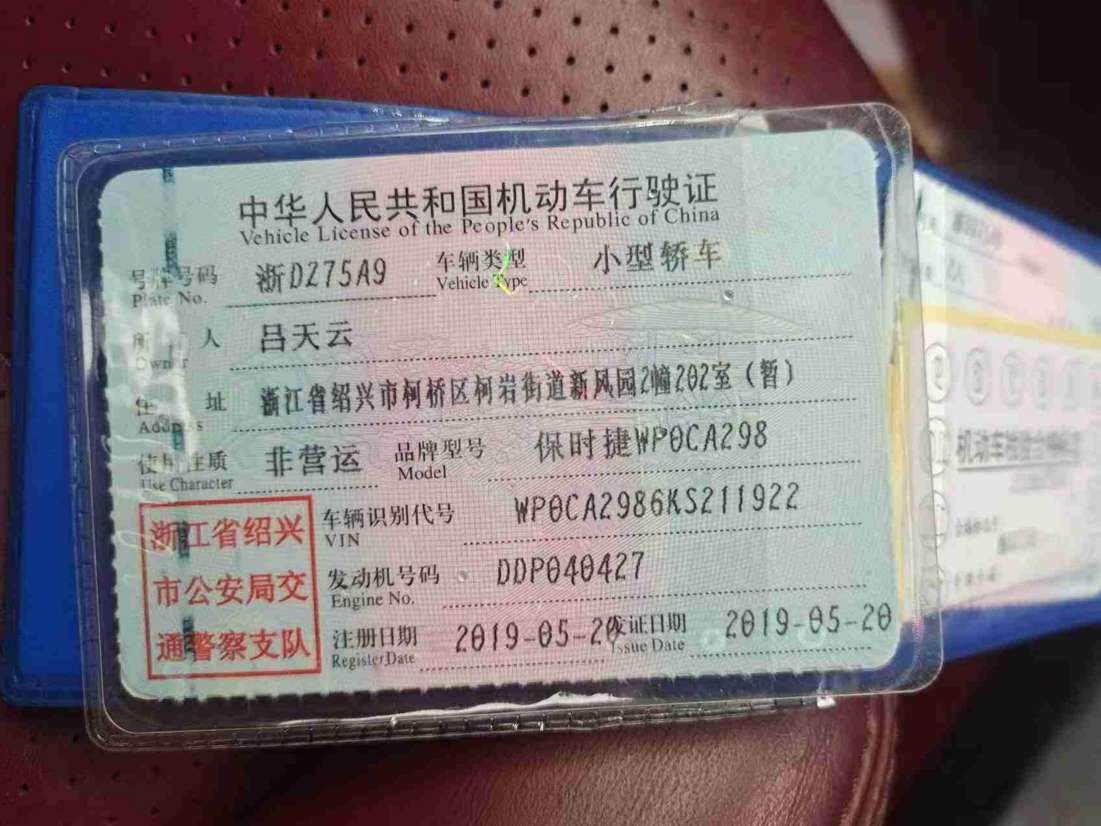 中华人民共和国机动车行驶证
Vehicle License of the People's Republic of China
号牌号码 浙DZ75A9 车辆类型 小型轿车
Plate No. Vehicle Type
所 人 吕天云
Owner
住 址 浙江省绍兴市柯桥区柯岩街道新风园2幢202室（暂）
Address
使用性质 非营运 品牌型号 保时捷WP0CA298
Use Character Model
浙江省绍兴 车辆识别代号 WP0CA2986KS211922
VIN
市公安局交 发动机号码 DDP040427
Engine No.
通警察支队 注册日期 2019-05-20 发证日期 2019-05-20
Register Date Issue Date
机动车检验合格